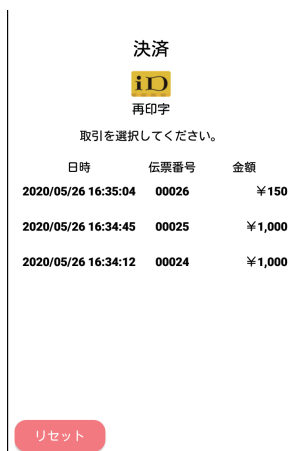 決済
iD
再印字
取引を選択してください。
日時 伝票番号 金額
2020/05/26 16:35:04 00026 ￥150
2020/05/26 16:34:45 00025 ￥1,000
2020/05/26 16:34:12 00024 ￥1,000
リセット